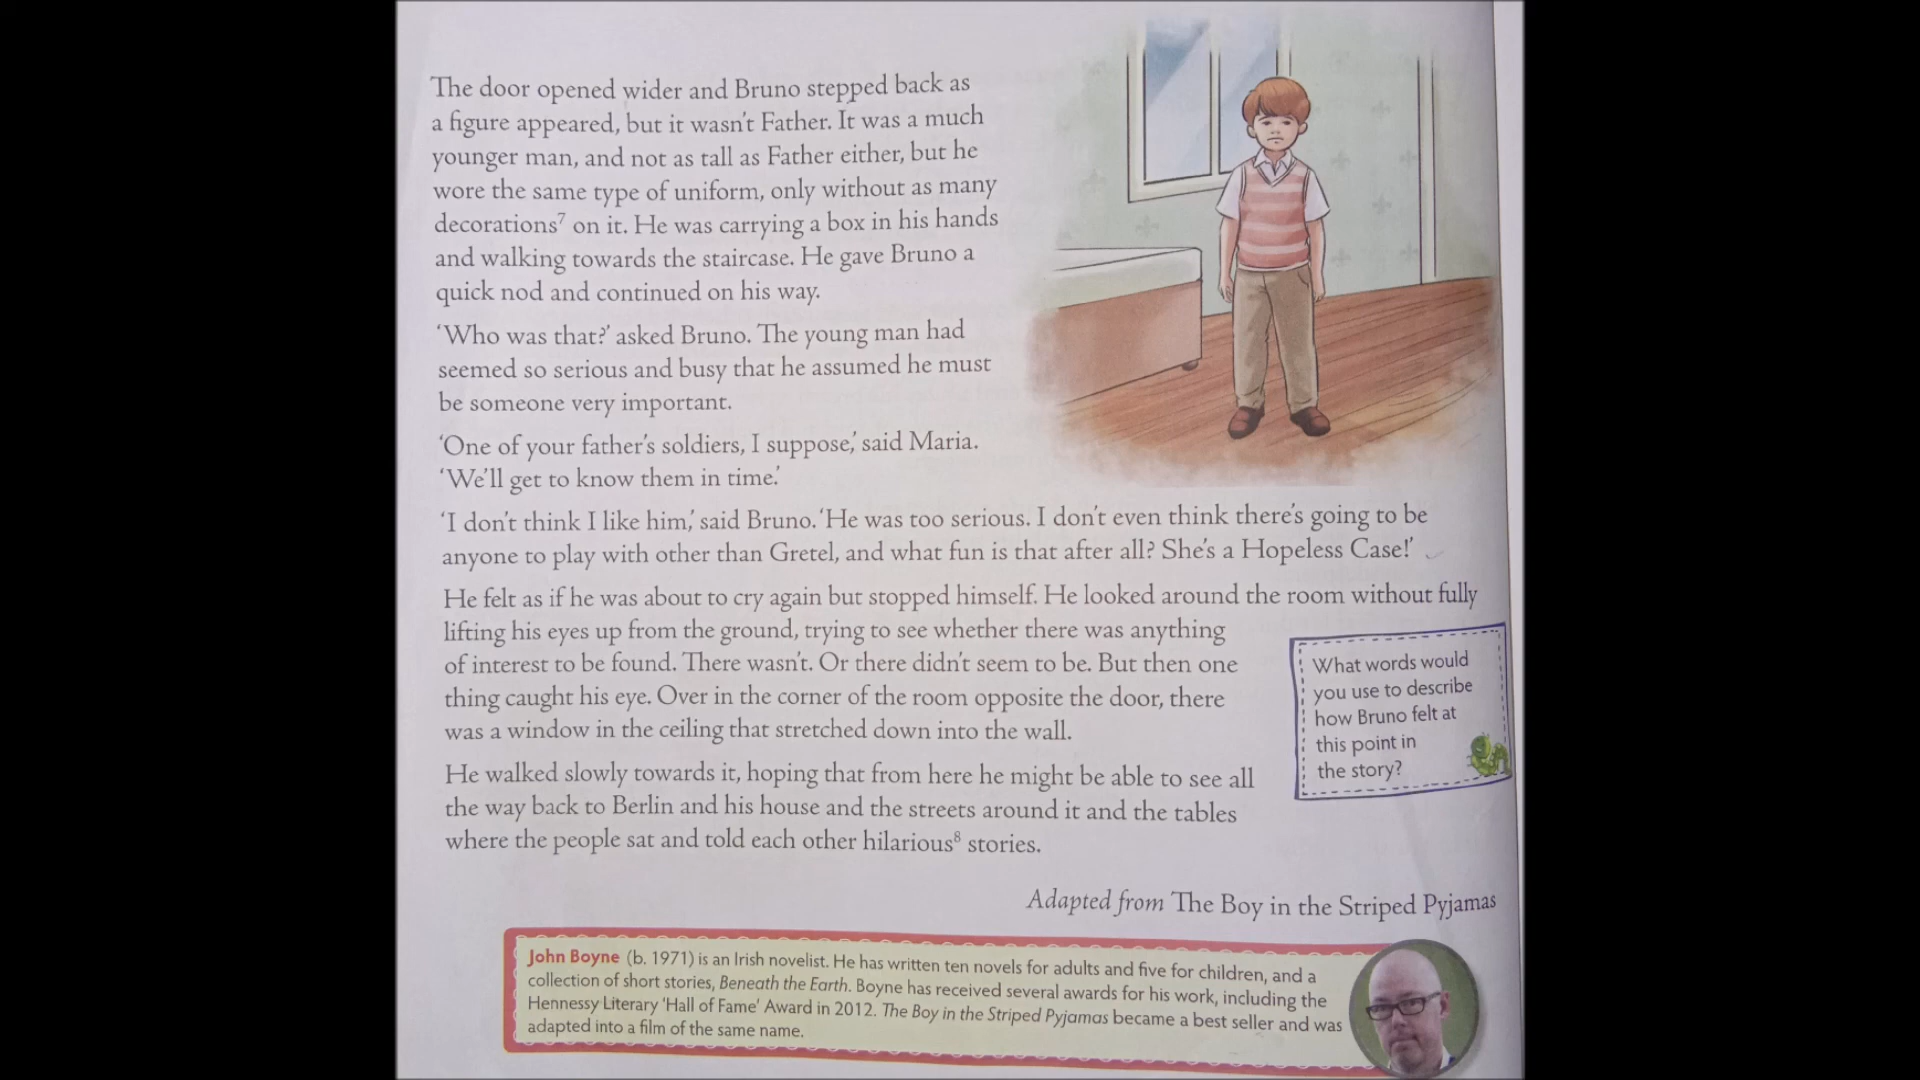 The door opened wider and Bruno stepped back as
a figure appeared, but it wasn't Father. It was a much
younger man, and not as tall as Father either, but he
wore the same type of uniform, only without as many
decorations⁷ on it. He was carrying a box in his hands
and walking towards the staircase. He gave Bruno a
quick nod and continued on his way.
‘Who was that?’ asked Bruno. The young man had
seemed so serious and busy that he assumed he must
be someone very important.
‘One of your father's soldiers, I suppose,’ said Maria.
‘We'll get to know them in time.’
‘I don't think I like him,’ said Bruno. ‘He was too serious. I don't even think there's going to be
anyone to play with other than Gretel, and what fun is that after all? She's a Hopeless Case!’
He felt as if he was about to cry again but stopped himself. He looked around the room without fully
lifting his eyes up from the ground, trying to see whether there was anything
of interest to be found. There wasn't. Or there didn't seem to be. But then one
thing caught his eye. Over in the corner of the room opposite the door, there
was a window in the ceiling that stretched down into the wall.
What words would
you use to describe
how Bruno felt at
this point in
the story?
He walked slowly towards it, hoping that from here he might be able to see all
the way back to Berlin and his house and the streets around it and the tables
where the people sat and told each other hilarious⁸ stories.
Adapted from The Boy in the Striped Pyjamas
John Boyne (b. 1971) is an Irish novelist. He has written ten novels for adults and five for children, and a
collection of short stories, Beneath the Earth. Boyne has received several awards for his work, including the
Hennessy Literary 'Hall of Fame' Award in 2012. The Boy in the Striped Pyjamas became a best seller and was
adapted into a film of the same name.